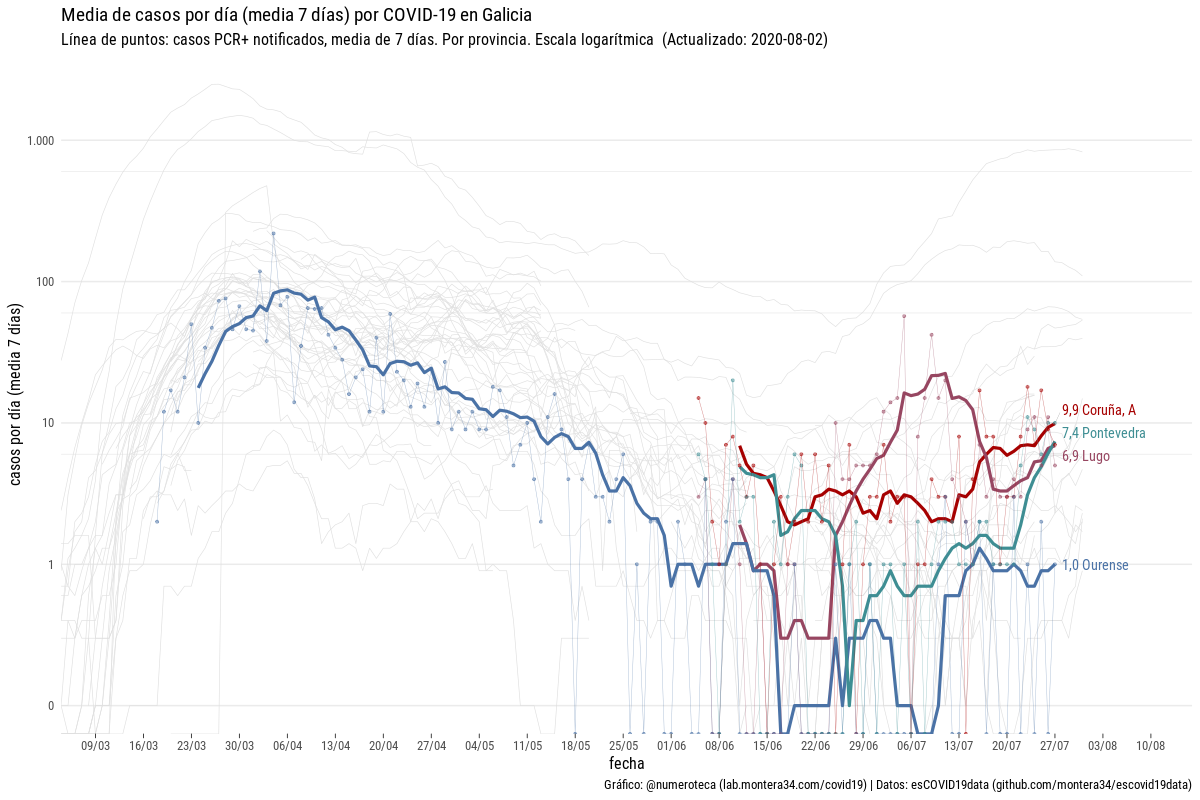 Media de casos por día (media 7 días) por COVID-19 en Galicia
Línea de puntos: casos PCR+ notificados, media de 7 días. Por provincia. Escala logarítmica  (Actualizado: 2020-08-02)
casos por día (media 7 días)
1.000
100
10
1
0
9,9 Coruña, A
7,4 Pontevedra
6,9 Lugo
1,0 Ourense
09/03 16/03 23/03 30/03 06/04 13/04 20/04 27/04 04/05 11/05 18/05 25/05 01/06 08/06 15/06 22/06 29/06 06/07 13/07 20/07 27/07 03/08 10/08
fecha
Gráfico: @numeroteca (lab.montera34.com/covid19) | Datos: esCOVID19data (github.com/montera34/escovid19data)